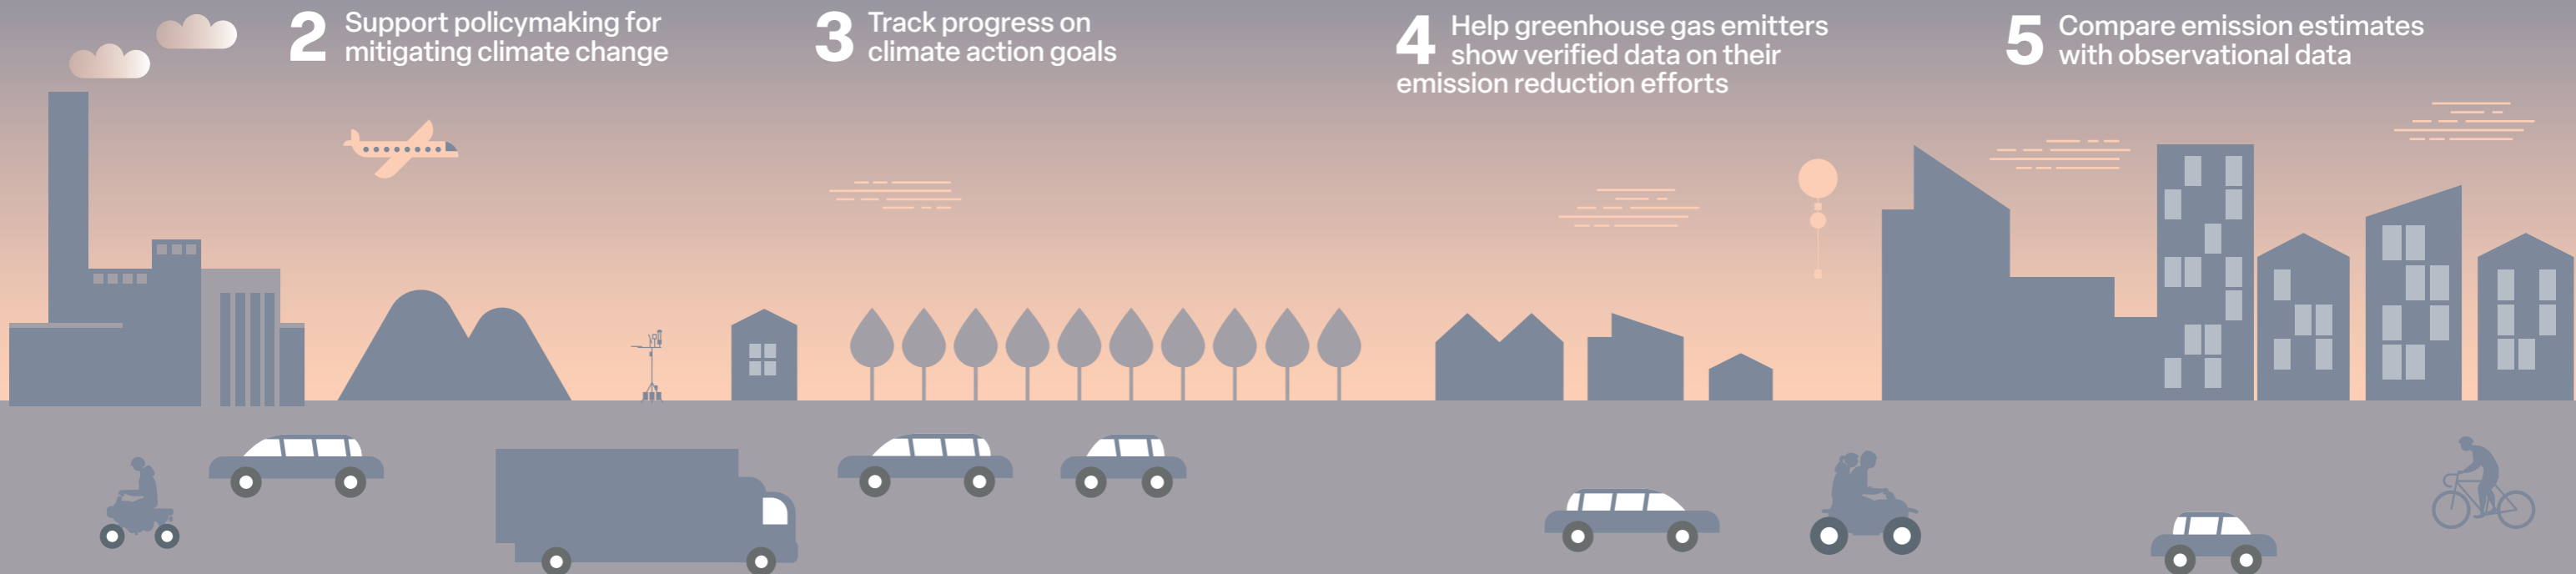 2 Support policymaking for
mitigating climate change
3 Track progress on
climate action goals
4 Help greenhouse gas emitters
show verified data on their
emission reduction efforts
5 Compare emission estimates
with observational data